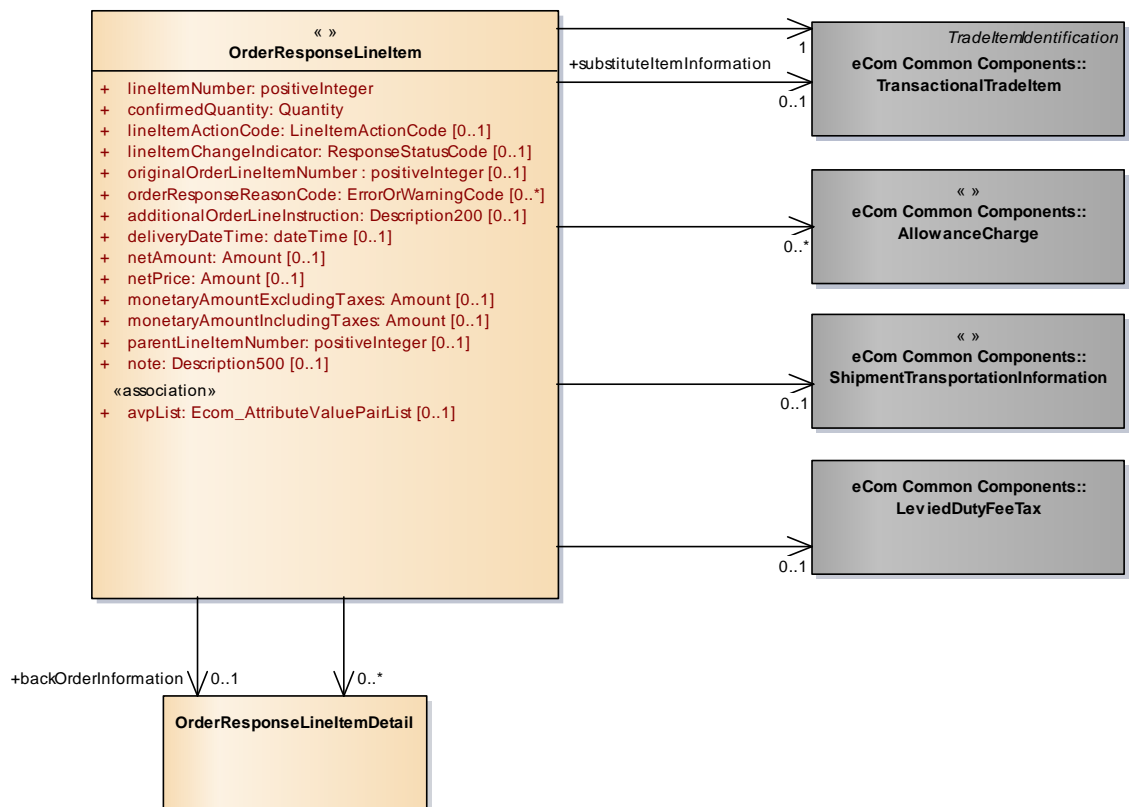 « »
OrderResponseLineItem
+ lineItemNumber: positiveInteger
+ confirmedQuantity: Quantity
+ lineItemActionCode: LineItemActionCode [0..1]
+ lineItemChangeIndicator: ResponseStatusCode [0..1]
+ originalOrderLineItemNumber : positiveInteger [0..1]
+ orderResponseReasonCode: ErrorOrWarningCode [0..*]
+ additionalOrderLineInstruction: Description200 [0..1]
+ deliveryDateTime: dateTime [0..1]
+ netAmount: Amount [0..1]
+ netPrice: Amount [0..1]
+ monetaryAmountExcludingTaxes: Amount [0..1]
+ monetaryAmountIncludingTaxes: Amount [0..1]
+ parentLineItemNumber: positiveInteger [0..1]
+ note: Description500 [0..1]
«association»
+ avpList: Ecom_AttributeValuePairList [0..1]
1
+substituteItemInformation
0..1
TradeItemIdentification
eCom Common Components::
TransactionalTradeItem
0..*
« »
eCom Common Components::
AllowanceCharge
0..1
« »
eCom Common Components::
ShipmentTransportationInformation
0..1
eCom Common Components::
LeviedDutyFeeTax
+backOrderInformation
0..1
0..*
OrderResponseLineItemDetail